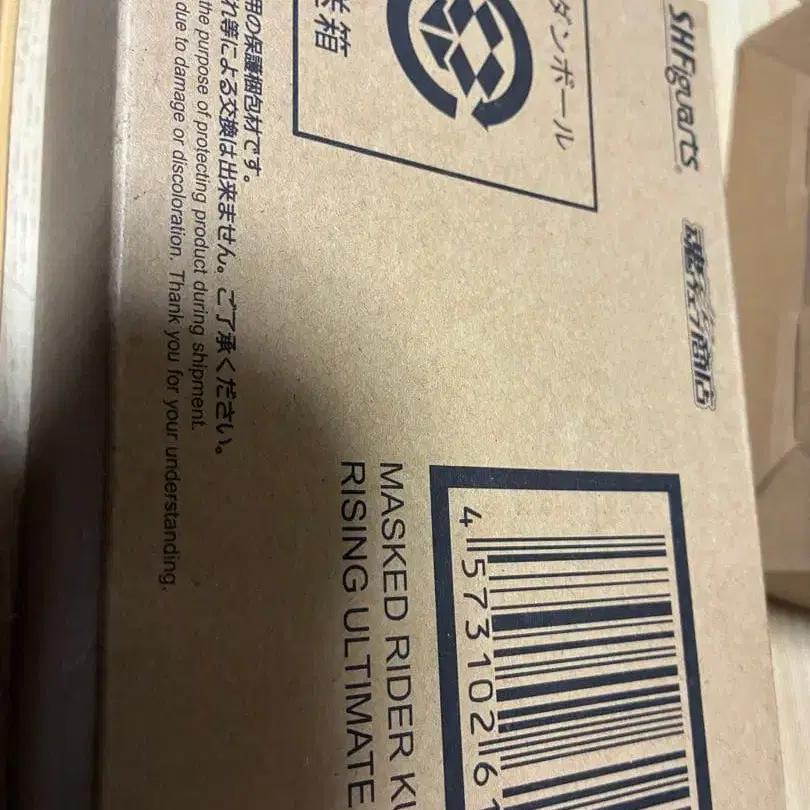 SHFiguarts
魂ウェブ商店
ダンボール
箱
用の保護梱包材です。
れ等による交換は出来ません。ご了承ください。
the purpose of protecting product during shipment.
due to damage or discoloration. Thank you for your understanding.
MASKED RIDER KU
RISING ULTIMATE
4 573102 61